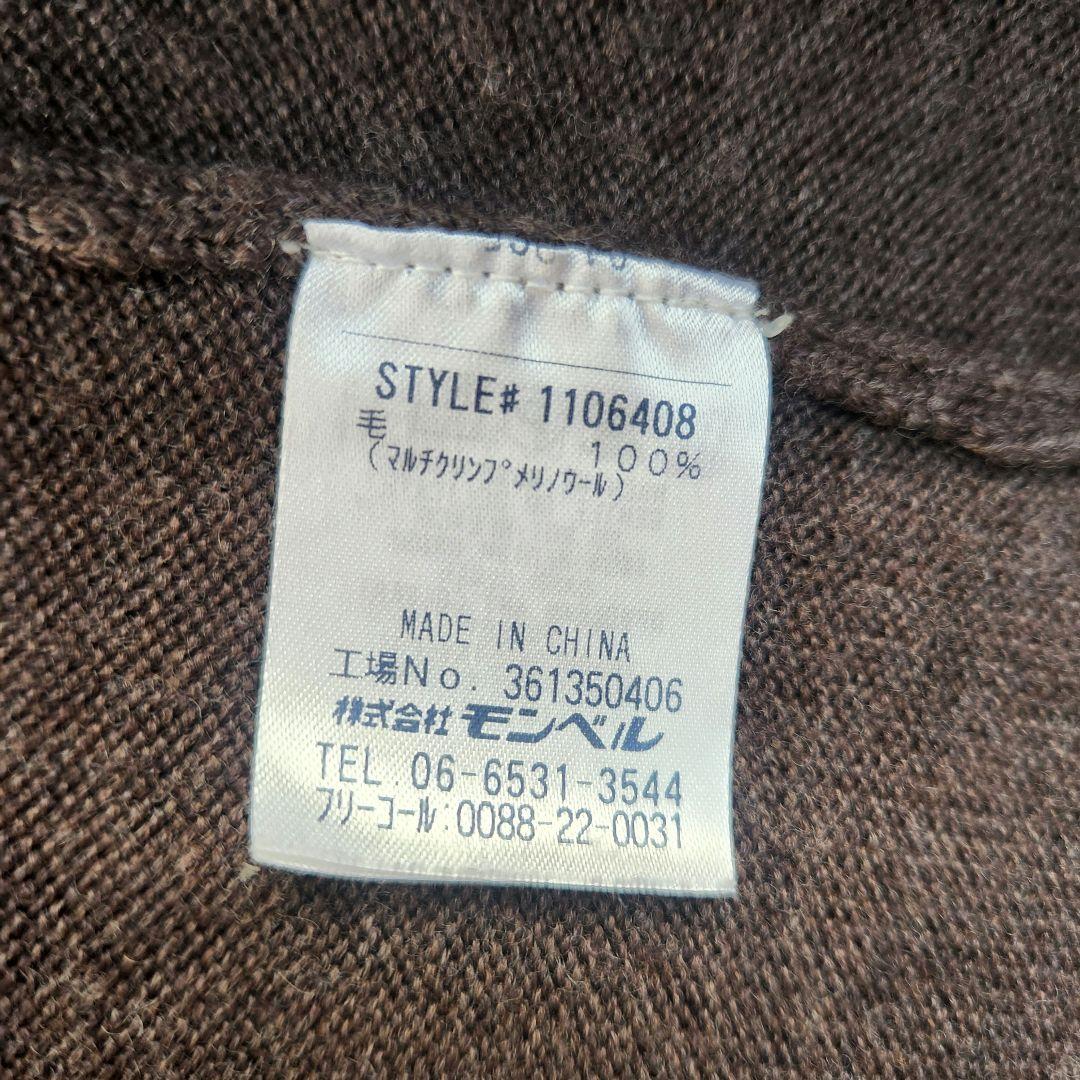 STYLE# 1106408
毛 100%
(マルチクリンプメリノウール)
MADE IN CHINA
工場No. 361350406
株式会社モンベル
TEL.06-6531-3544
フリーコール:0088-22-0031